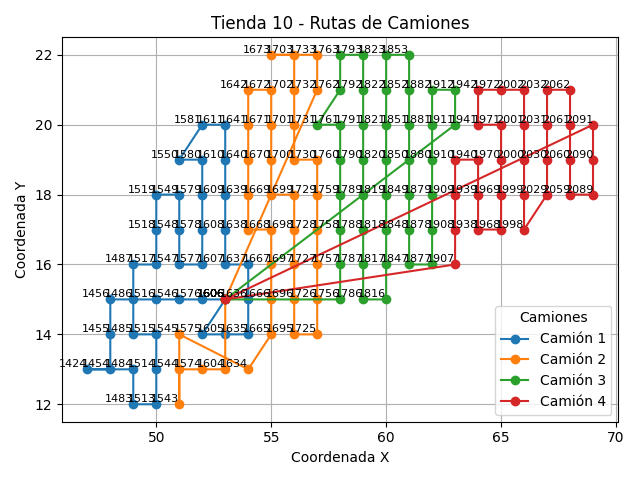 Tienda 10 - Rutas de Camiones
Coordenada Y
22
1673 1703 1733 1763 1793 1823 1853
1642 1672 1702 1732 1762 1792 1822 1852 1882 1912 1942 1972 2002 2032 2062
20
1581 1611 1641 1671 1701 1731 1761 1791 1821 1851 1881 1911 1941 1971 2001 2031 2061 2091
1550 1580 1610 1640 1670 1700 1730 1760 1790 1820 1850 1880 1910 1940 1970 2000 2030 2060 2090
18
1519 1549 1579 1609 1639 1669 1699 1729 1759 1789 1819 1849 1879 1909 1939 1969 1999 2029 2059 2089
1518 1548 1578 1608 1638 1668 1698 1728 1758 1788 1818 1848 1878 1908 1938 1968 1998
16
1487 1517 1547 1577 1607 1637 1667 1697 1727 1757 1787 1817 1847 1877 1907
1456 1486 1516 1546 1576 1606 1636 1666 1696 1726 1756 1786 1816
14
1455 1485 1515 1545 1575 1605 1635 1665 1695 1725
1424 1454 1484 1514 1544 1574 1604 1634
12
1483 1513 1543
Camiones
Camión 1
Camión 2
Camión 3
Camión 4
50 55 60 65 70
Coordenada X